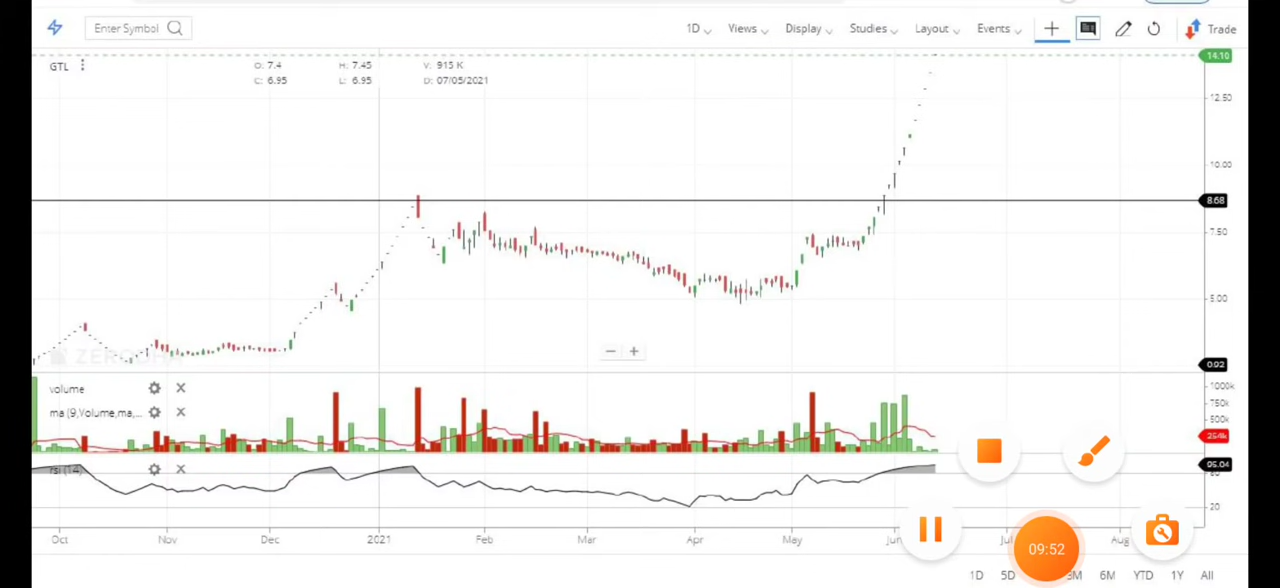 Enter Symbol 1D Views Display Studies Layout Events Trade
GTL O: 7.4 H: 7.45 V: 915 K
C: 6.95 L: 6.95 D: 07/05/2021
14.10
12.50
10.00
8.68
7.50
5.00
0.92
ZERODHA
volume
ma (9,Volume,ma,...
1000k
750k
500k
rsi (14)
95.04
20
Oct Nov Dec 2021 Feb Mar Apr May Jun Jul Aug
09:52
1D 5D 3M 6M YTD 1Y All